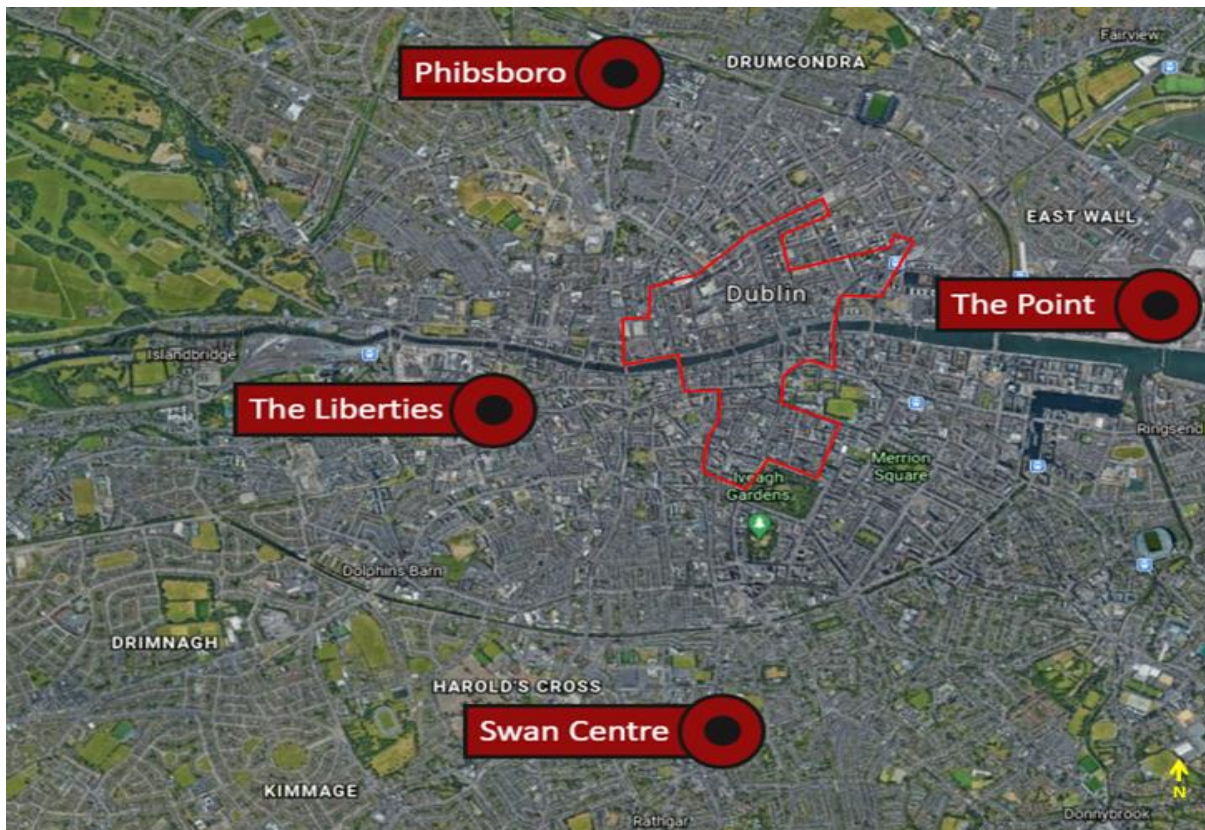 Fairview
Phibsboro
DRUMCONDRA
EAST WALL
Dublin
The Point
Islandbridge
The Liberties
Ringsend
Merrion
Square
Iveagh
Gardens
Dolphins Barn
DRIMNAGH
HAROLD'S CROSS
Swan Centre
KIMMAGE
N
Donnybrook
Rathgar